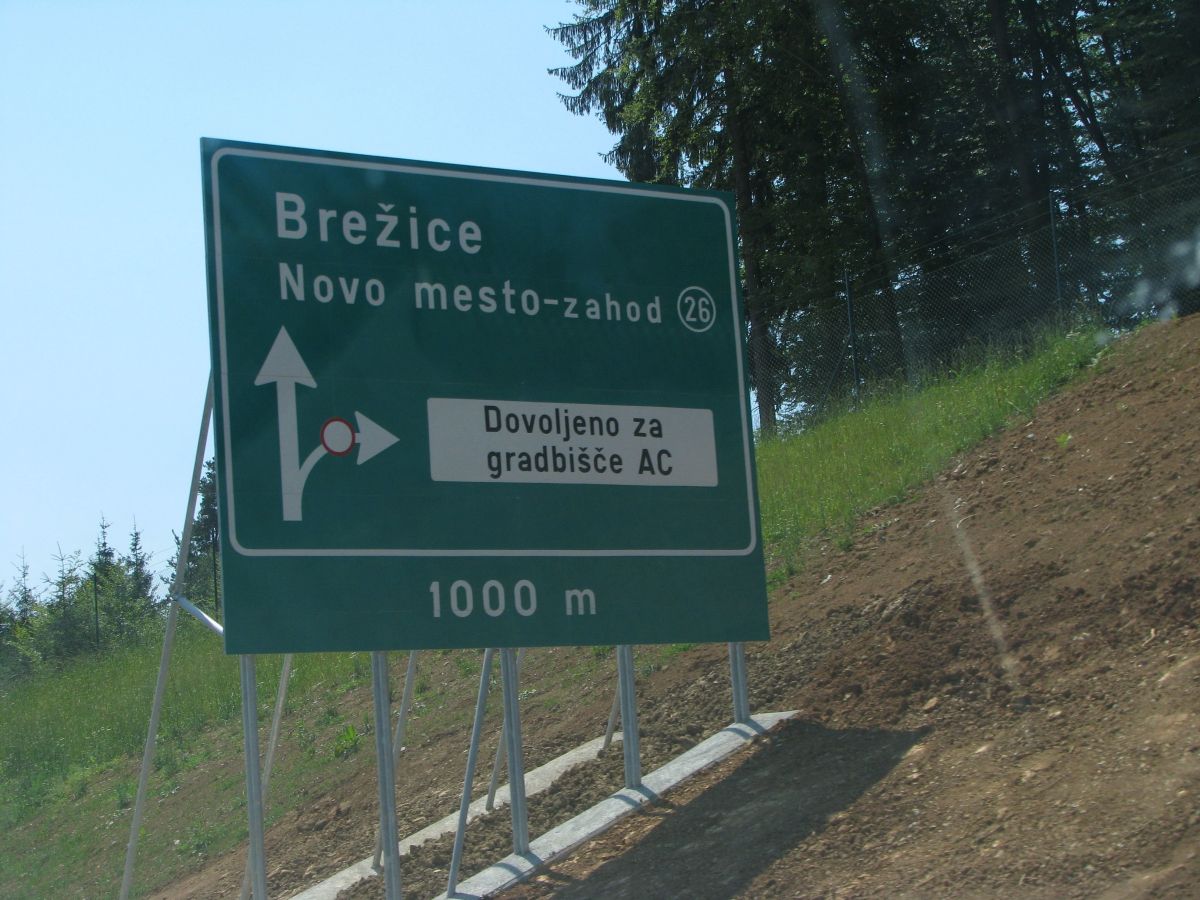 Brežice
Novo mesto-zahod 26
Dovoljeno za
gradbišče AC
1000 m